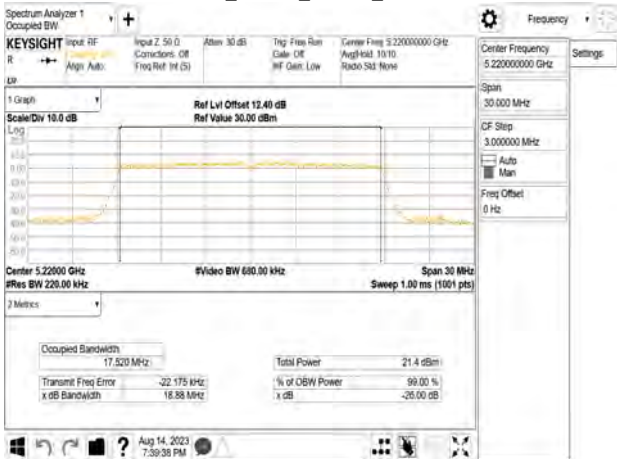 Spectrum Analyzer 1
Occupied BW
+
Frequency
KEYSIGHT
R
Input: RF
Align: Auto
Input Z: 50 Ω
Corrections: Off
Freq Ref: Int (S)
Atten: 30 dB
Trig: Free Run
Gate: Off
#IF Gain: Low
Center Freq: 5.220000000 GHz
Avg|Hold: 10/10
Radio Std: None
Center Frequency
5.220000000 GHz
Settings
Span
30.000 MHz
CF Step
3.000000 MHz
Auto
Man
Freq Offset
0 Hz
1 Graph
Scale/Div 10.0 dB
Ref Lvl Offset 12.40 dB
Ref Value 30.00 dBm
Log
0.00
Center 5.22000 GHz
#Res BW 220.00 kHz
#Video BW 680.00 kHz
Span 30 MHz
Sweep 1.00 ms (1001 pts)
2 Metrics
Occupied Bandwidth
17.520 MHz
Total Power
21.4 dBm
Transmit Freq Error
-22.175 kHz
% of OBW Power
99.00 %
x dB Bandwidth
18.88 MHz
x dB
-26.00 dB
?
Aug 14, 2023
7:39:38 PM